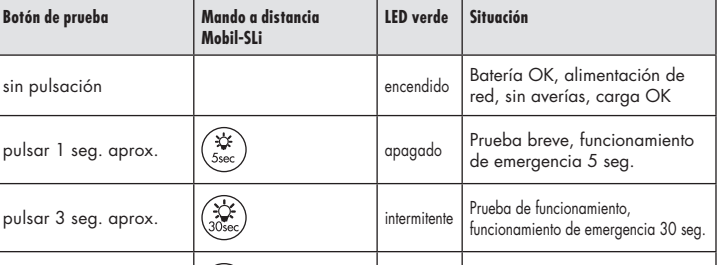 Botón de prueba
Mando a distancia
Mobil-SLi
LED verde
Situación
sin pulsación
encendido
Batería OK, alimentación de
red, sin averías, carga OK
pulsar 1 seg. aprox.
5sec
apagado
Prueba breve, funcionamiento
de emergencia 5 seg.
pulsar 3 seg. aprox.
30sec
intermitente
Prueba de funcionamiento,
funcionamiento de emergencia 30 seg.